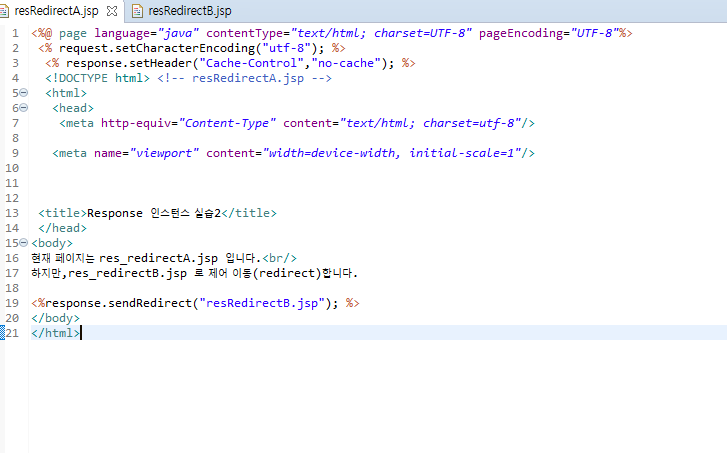 resRedirectA.jsp resRedirectB.jsp
1 <%@ page language="java" contentType="text/html; charset=UTF-8" pageEncoding="UTF-8"%>
2 <% request.setCharacterEncoding("utf-8"); %>
3 <% response.setHeader("Cache-Control","no-cache"); %>
4 <!DOCTYPE html> <!-- resRedirectA.jsp -->
5 <html>
6 <head>
7 <meta http-equiv="Content-Type" content="text/html; charset=utf-8"/>
8
9 <meta name="viewport" content="width=device-width, initial-scale=1"/>
10
11
12
13 <title>Response 인스턴스 실습2</title>
14 </head>
15 <body>
16 현재 페이지는 res_redirectA.jsp 입니다.<br/>
17 하지만,res_redirectB.jsp 로 제어 이동(redirect)합니다.
18
19 <%response.sendRedirect("resRedirectB.jsp"); %>
20 </body>
21 </html>